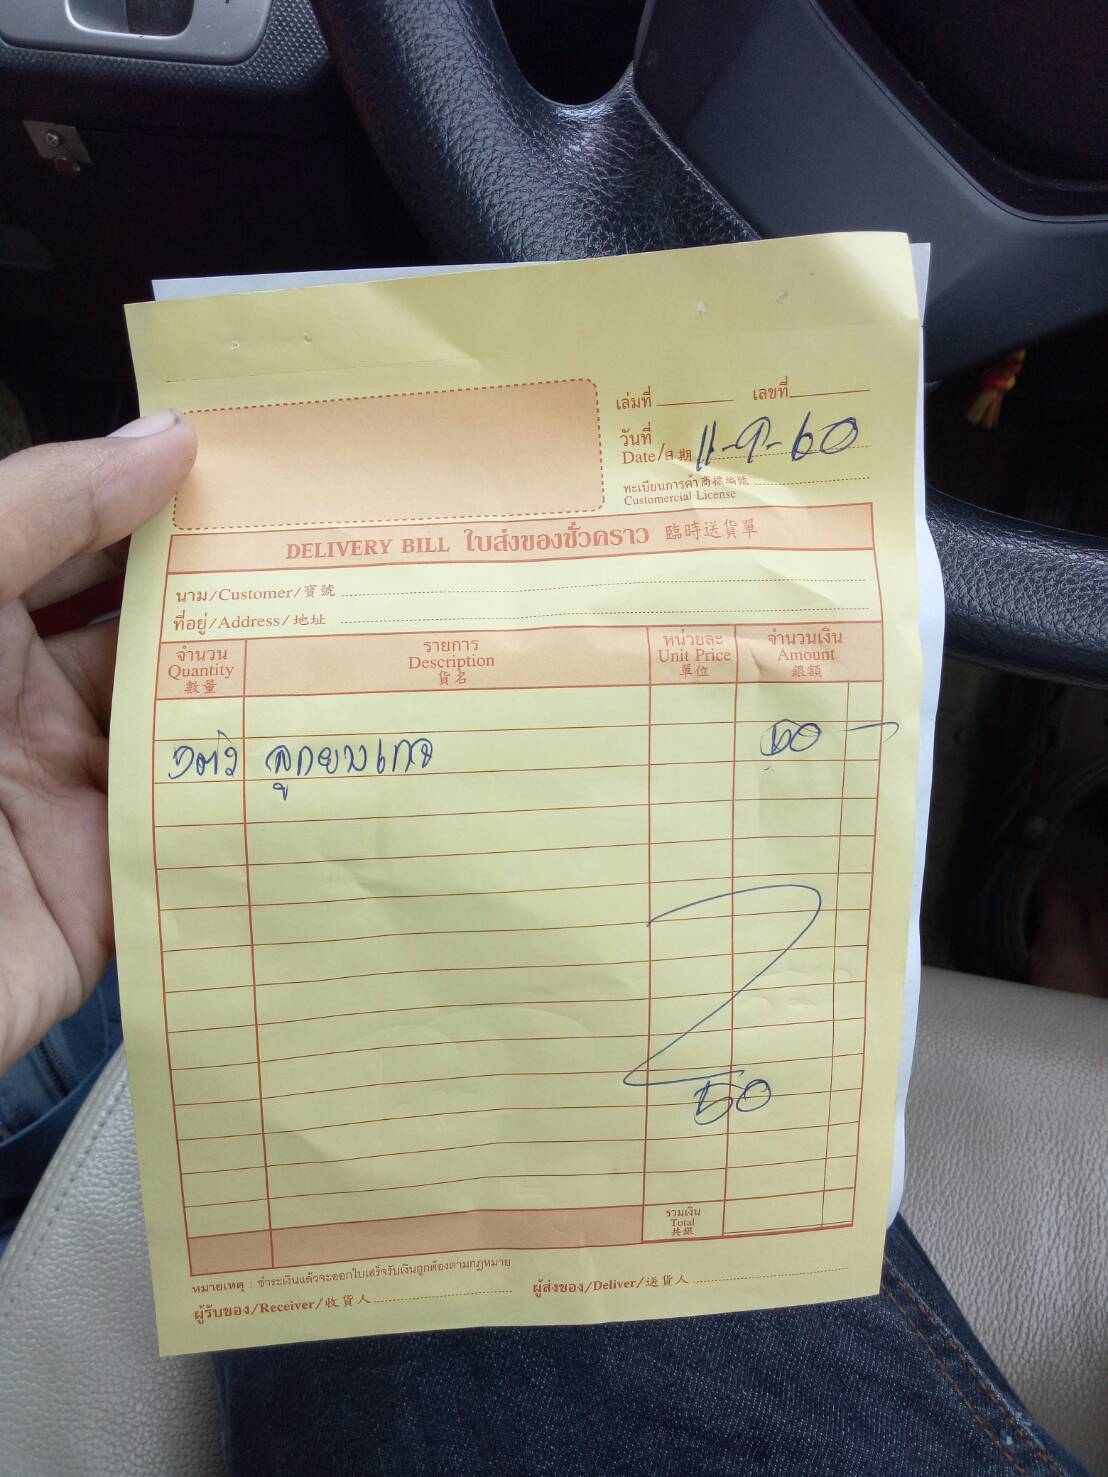 เล่มที่ เลขที่
วันที่
Date/日期 11-9-60
ทะเบียนการค้า 商標編號
Customercial License
DELIVERY BILL ใบส่งของชั่วคราว 臨時送貨單
นาม/Customer/寶號
ที่อยู่/Address/地址
จำนวน รายการ หน่วยละ จำนวนเงิน
Quantity Description Unit Price Amount
數量 貨名 單位 銀額
ลูกยาง 50 -
50
รวมเงิน
Total
共銀
หมายเหตุ : ชำระเงินแล้วจะออกใบเสร็จรับเงินถูกต้องตามกฎหมาย
ผู้รับของ/Receiver/收貨人 ผู้ส่งของ/Deliver/送貨人